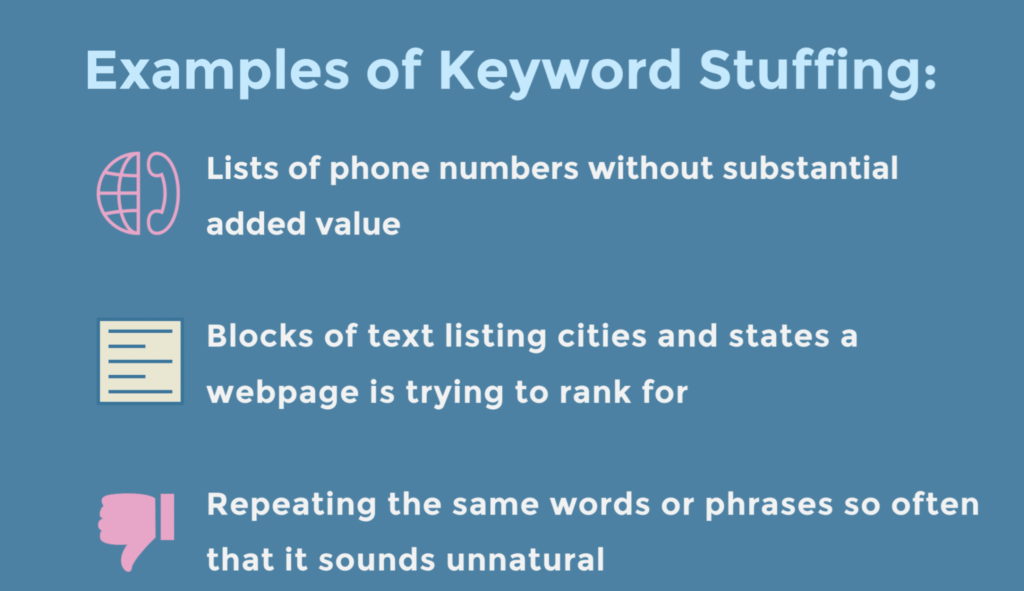 Examples of Keyword Stuffing:
Lists of phone numbers without substantial
added value
Blocks of text listing cities and states a
webpage is trying to rank for
Repeating the same words or phrases so often
that it sounds unnatural